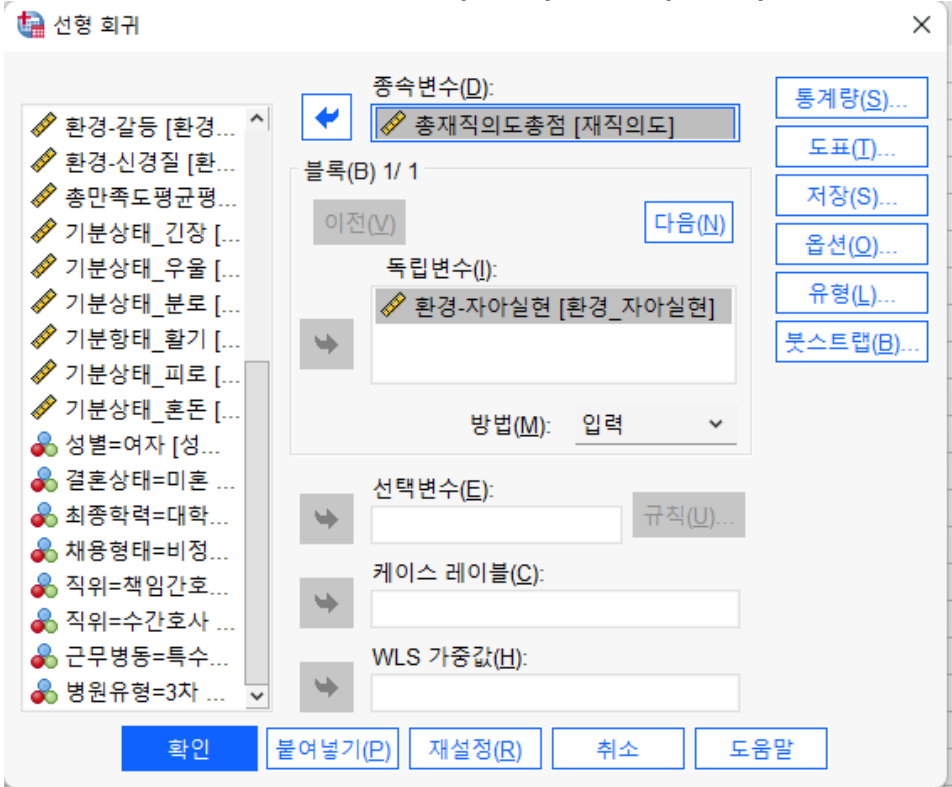 선형 회귀
환경-갈등 [환경...
환경-신경질 [환...
총만족도평균평...
기분상태_긴장 [...
기분상태_우울 [...
기분상태_분로 [...
기분항태_활기 [...
기분상태_피로 [...
기분상태_혼돈 [...
성별=여자 [성...
결혼상태=미혼 ...
최종학력=대학...
채용형태=비정...
직위=책임간호...
직위=수간호사 ...
근무병동=특수...
병원유형=3차 ...
종속변수(D):
총재직의도총점 [재직의도]
블록(B) 1/ 1
이전(V)
다음(N)
독립변수(I):
환경-자아실현 [환경_자아실현]
방법(M): 입력
선택변수(E):
규칙(U)...
케이스 레이블(C):
WLS 가중값(H):
통계량(S)...
도표(T)...
저장(S)...
옵션(O)...
유형(L)...
붓스트랩(B)...
확인 붙여넣기(P) 재설정(R) 취소 도움말